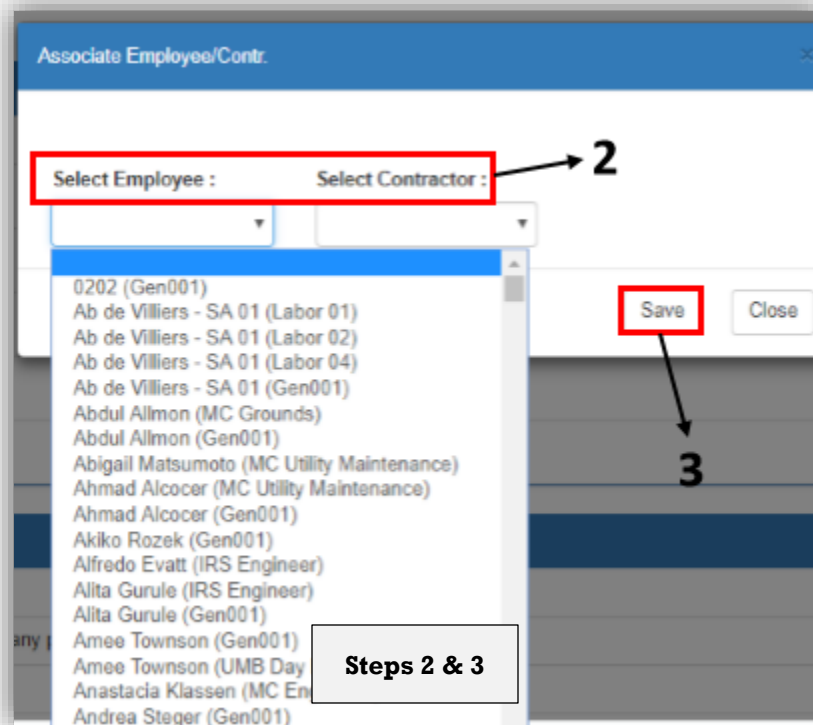 Associate Employee/Contr. ×
Select Employee : Select Contractor : 2
0202 (Gen001)
Ab de Villiers - SA 01 (Labor 01)
Ab de Villiers - SA 01 (Labor 02)
Ab de Villiers - SA 01 (Labor 04)
Ab de Villiers - SA 01 (Gen001)
Abdul Allmon (MC Grounds)
Abdul Allmon (Gen001)
Abigail Matsumoto (MC Utility Maintenance)
Ahmad Alcocer (MC Utility Maintenance)
Ahmad Alcocer (Gen001)
Akiko Rozek (Gen001)
Alfredo Evatt (IRS Engineer)
Alita Gurule (IRS Engineer)
Alita Gurule (Gen001)
Amee Townson (Gen001)
Amee Townson (UMB Day
Anastacia Klassen (MC En
Andrea Steger (Gen001)
Save Close
3
any p
Steps 2 & 3